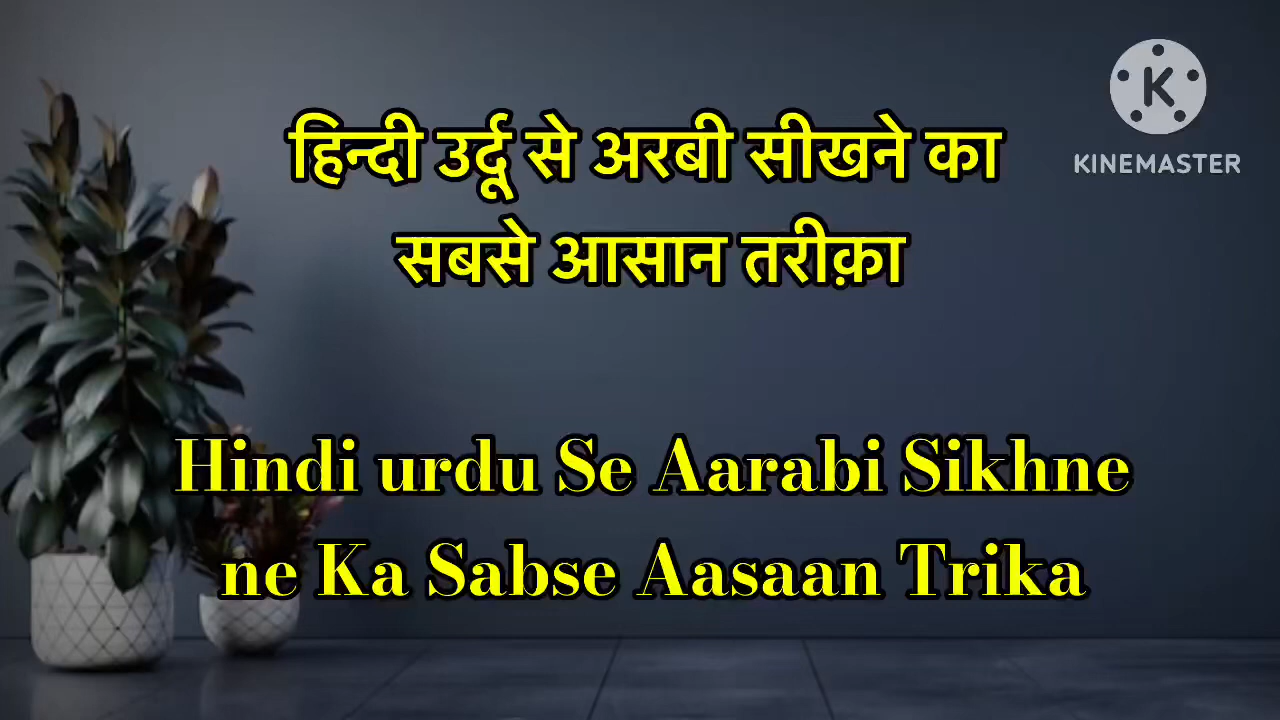 हिन्दी उर्दू से अरबी सीखने का
सबसे आसान तरीक़ा
Hindi urdu Se Aarabi Sikhne
ne Ka Sabse Aasaan Trika
K
KINEMASTER